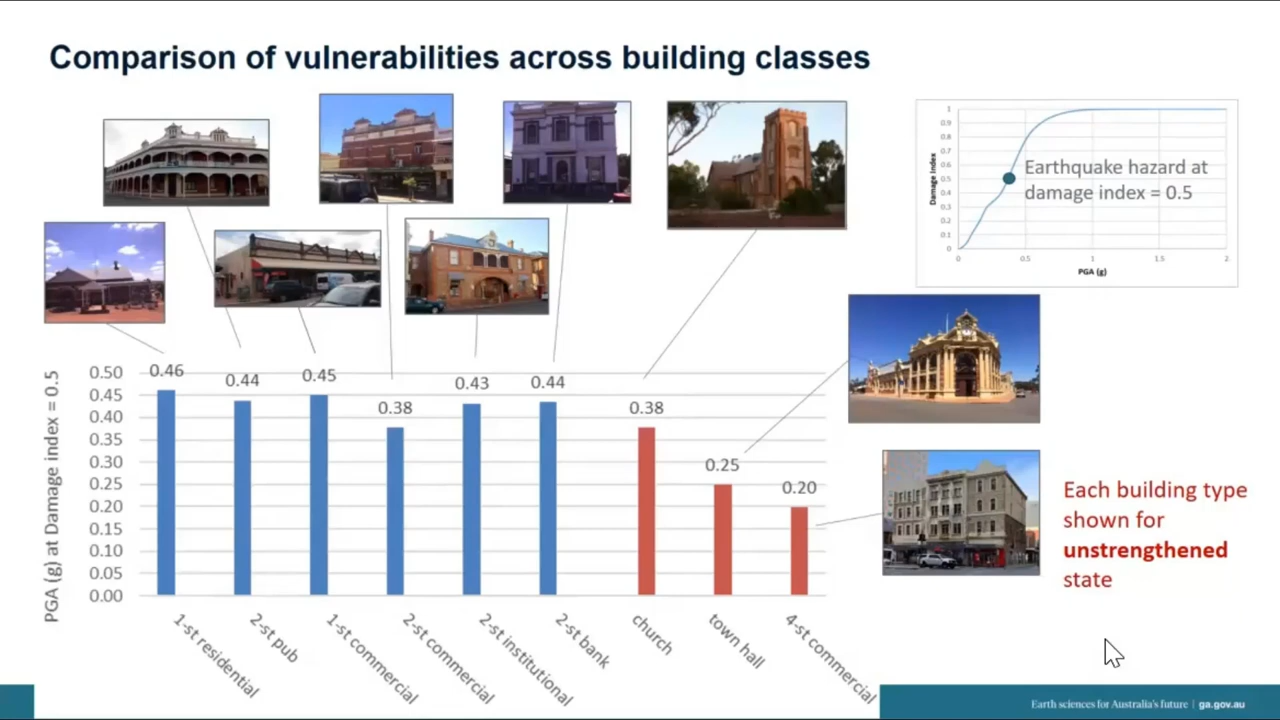 Comparison of vulnerabilities across building classes
1
0.9
0.8
0.7
0.6
0.5
0.4
0.3
0.2
0.1
0
Damage Index
Earthquake hazard at
damage index = 0.5
0 0.5 1 1.5 2
PGA (g)
PGA (g) at Damage index = 0.5
0.50
0.45
0.40
0.35
0.30
0.25
0.20
0.15
0.10
0.05
0.00
0.46
0.44
0.45
0.38
0.43
0.44
0.38
0.25
0.20
1-st residential
2-st pub
1-st commercial
2-st commercial
2-st institutional
2-st bank
church
town hall
4-st commercial
Each building type
shown for
unstrengthened
state
Earth sciences for Australia's future | ga.gov.au